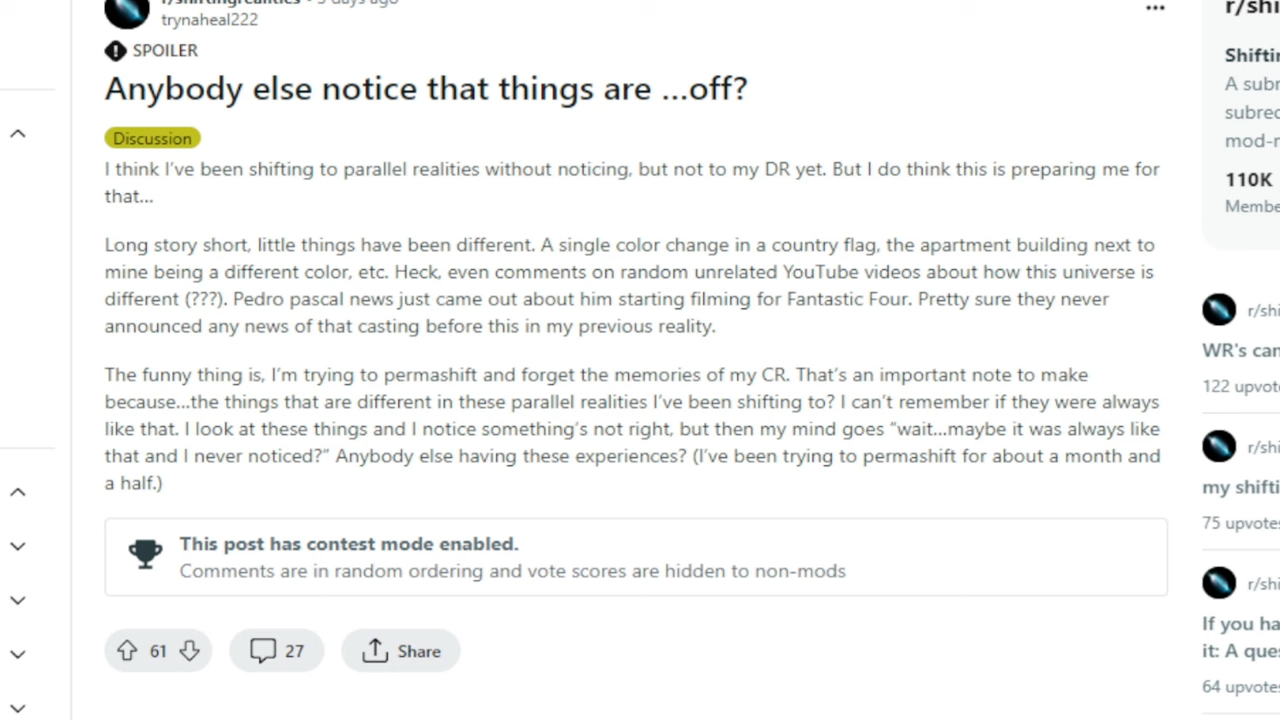 trynaheal222
SPOILER
Anybody else notice that things are ...off?
Discussion
I think I've been shifting to parallel realities without noticing, but not to my DR yet. But I do think this is preparing me for
that...
Long story short, little things have been different. A single color change in a country flag, the apartment building next to
mine being a different color, etc. Heck, even comments on random unrelated YouTube videos about how this universe is
different (???). Pedro pascal news just came out about him starting filming for Fantastic Four. Pretty sure they never
announced any news of that casting before this in my previous reality.
The funny thing is, I'm trying to permashift and forget the memories of my CR. That's an important note to make
because...the things that are different in these parallel realities I've been shifting to? I can't remember if they were always
like that. I look at these things and I notice something's not right, but then my mind goes "wait...maybe it was always like
that and I never noticed?" Anybody else having these experiences? (I've been trying to permashift for about a month and
a half.)
This post has contest mode enabled.
Comments are in random ordering and vote scores are hidden to non-mods
61
27
Share
r/shi
Shiftin
A subr
subred
mod-r
110K
Membe
r/shi
WR's can
122 upvote
r/shi
my shifti
75 upvotes
r/shi
If you ha
it: A ques
64 upvotes